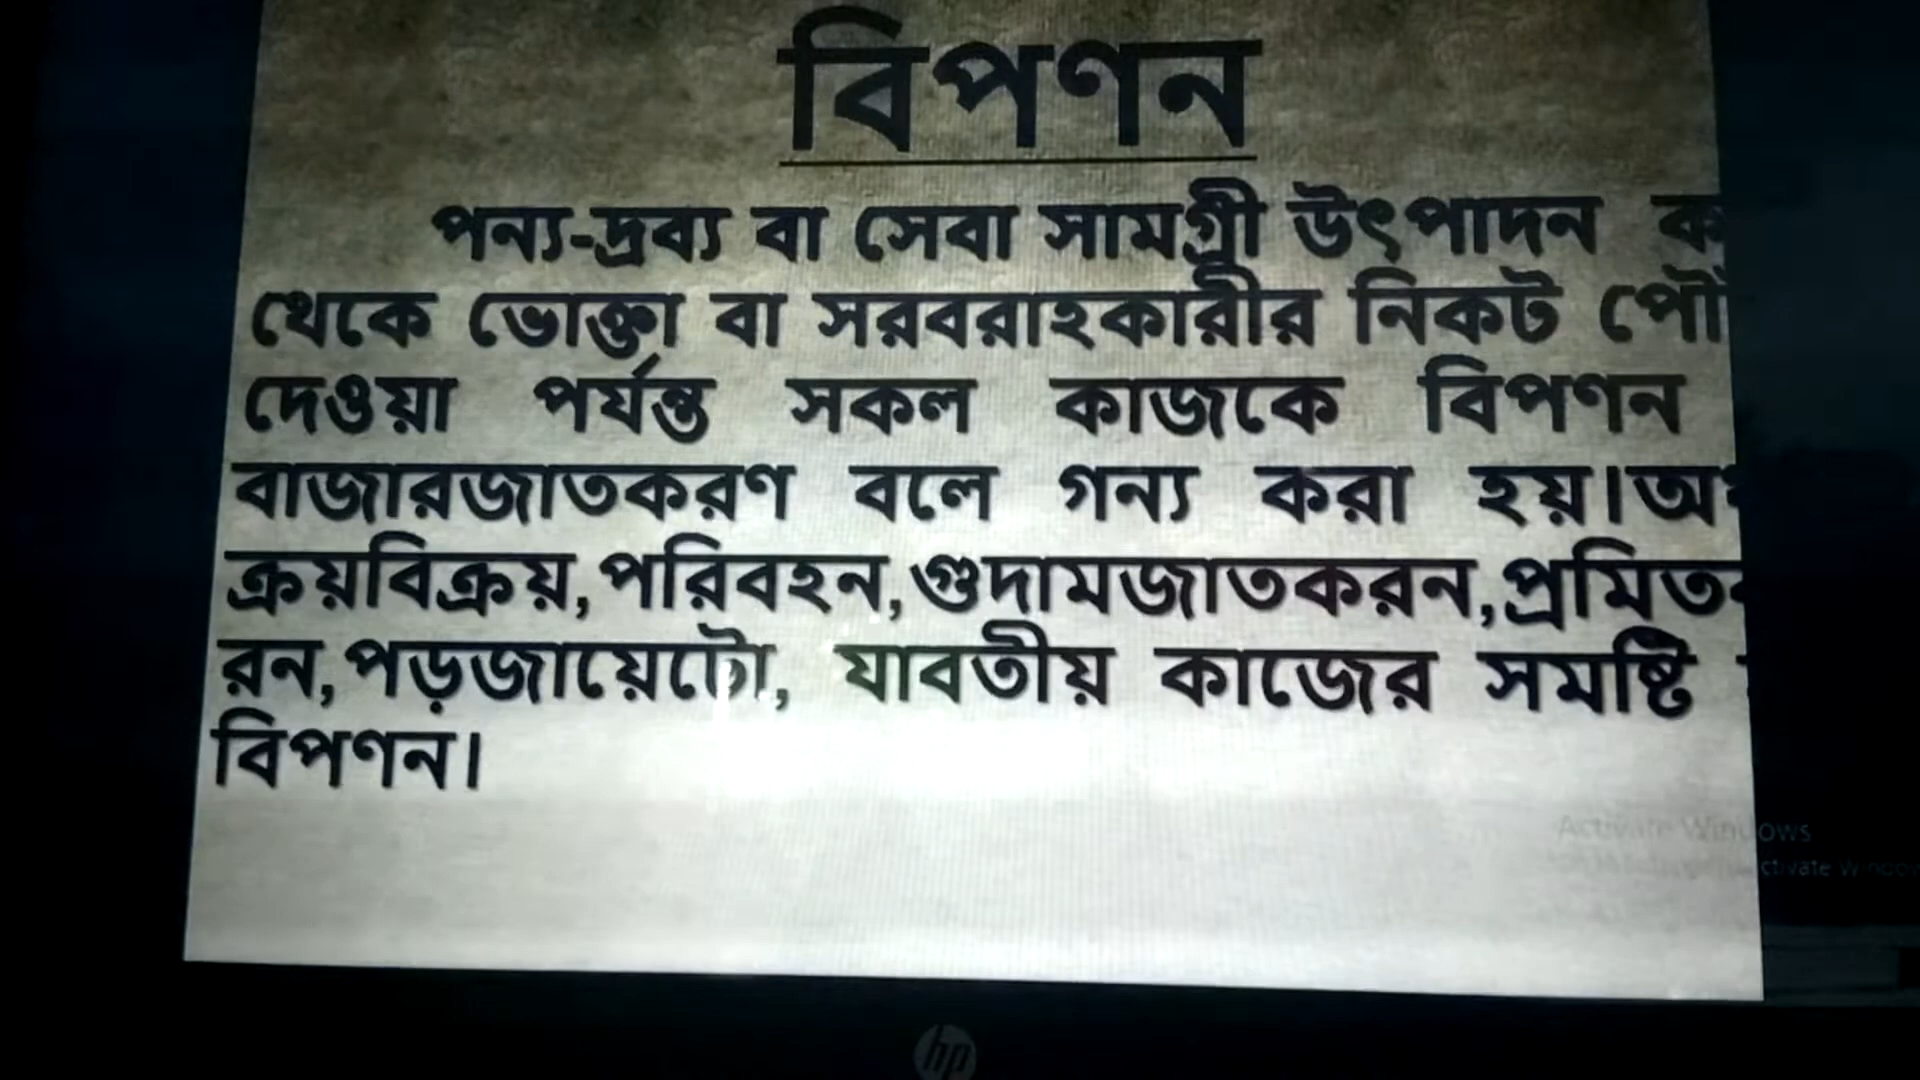 বিপণন
পন্য-দ্রব্য বা সেবা সামগ্রী উৎপাদন
থেকে ভোক্তা বা সরবরাহকারীর নিকট
দেওয়া পর্যন্ত সকল কাজকে বিপণন
বাজারজাতকরণ বলে গন্য করা হয়।
ক্রয়বিক্রয়,পরিবহন,গুদামজাতকরন,
রন,পড়জায়েটো, যাবতীয় কাজের সমষ্টি
বিপণন।
Activate Windows
hp